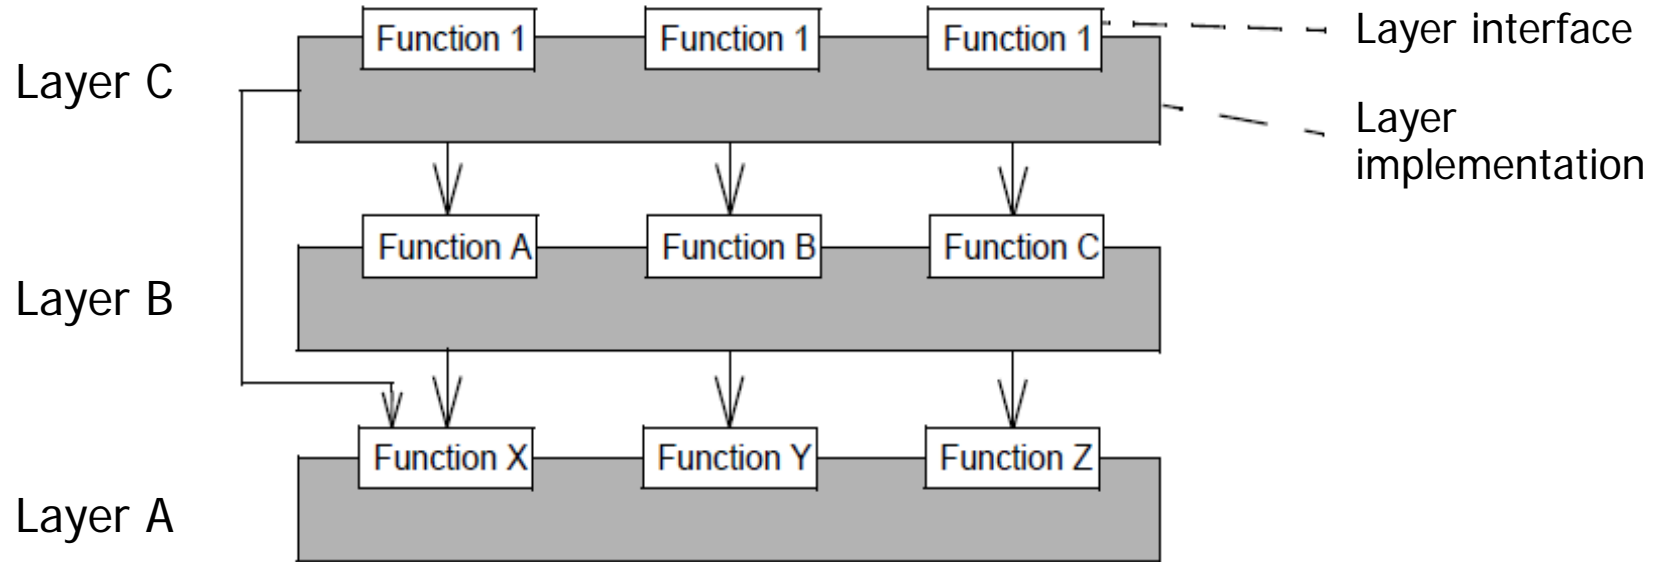 Function 1
Function 1
Function 1
Layer interface
Layer C
Layer
implementation
Function A
Function B
Function C
Layer B
Function X
Function Y
Function Z
Layer A